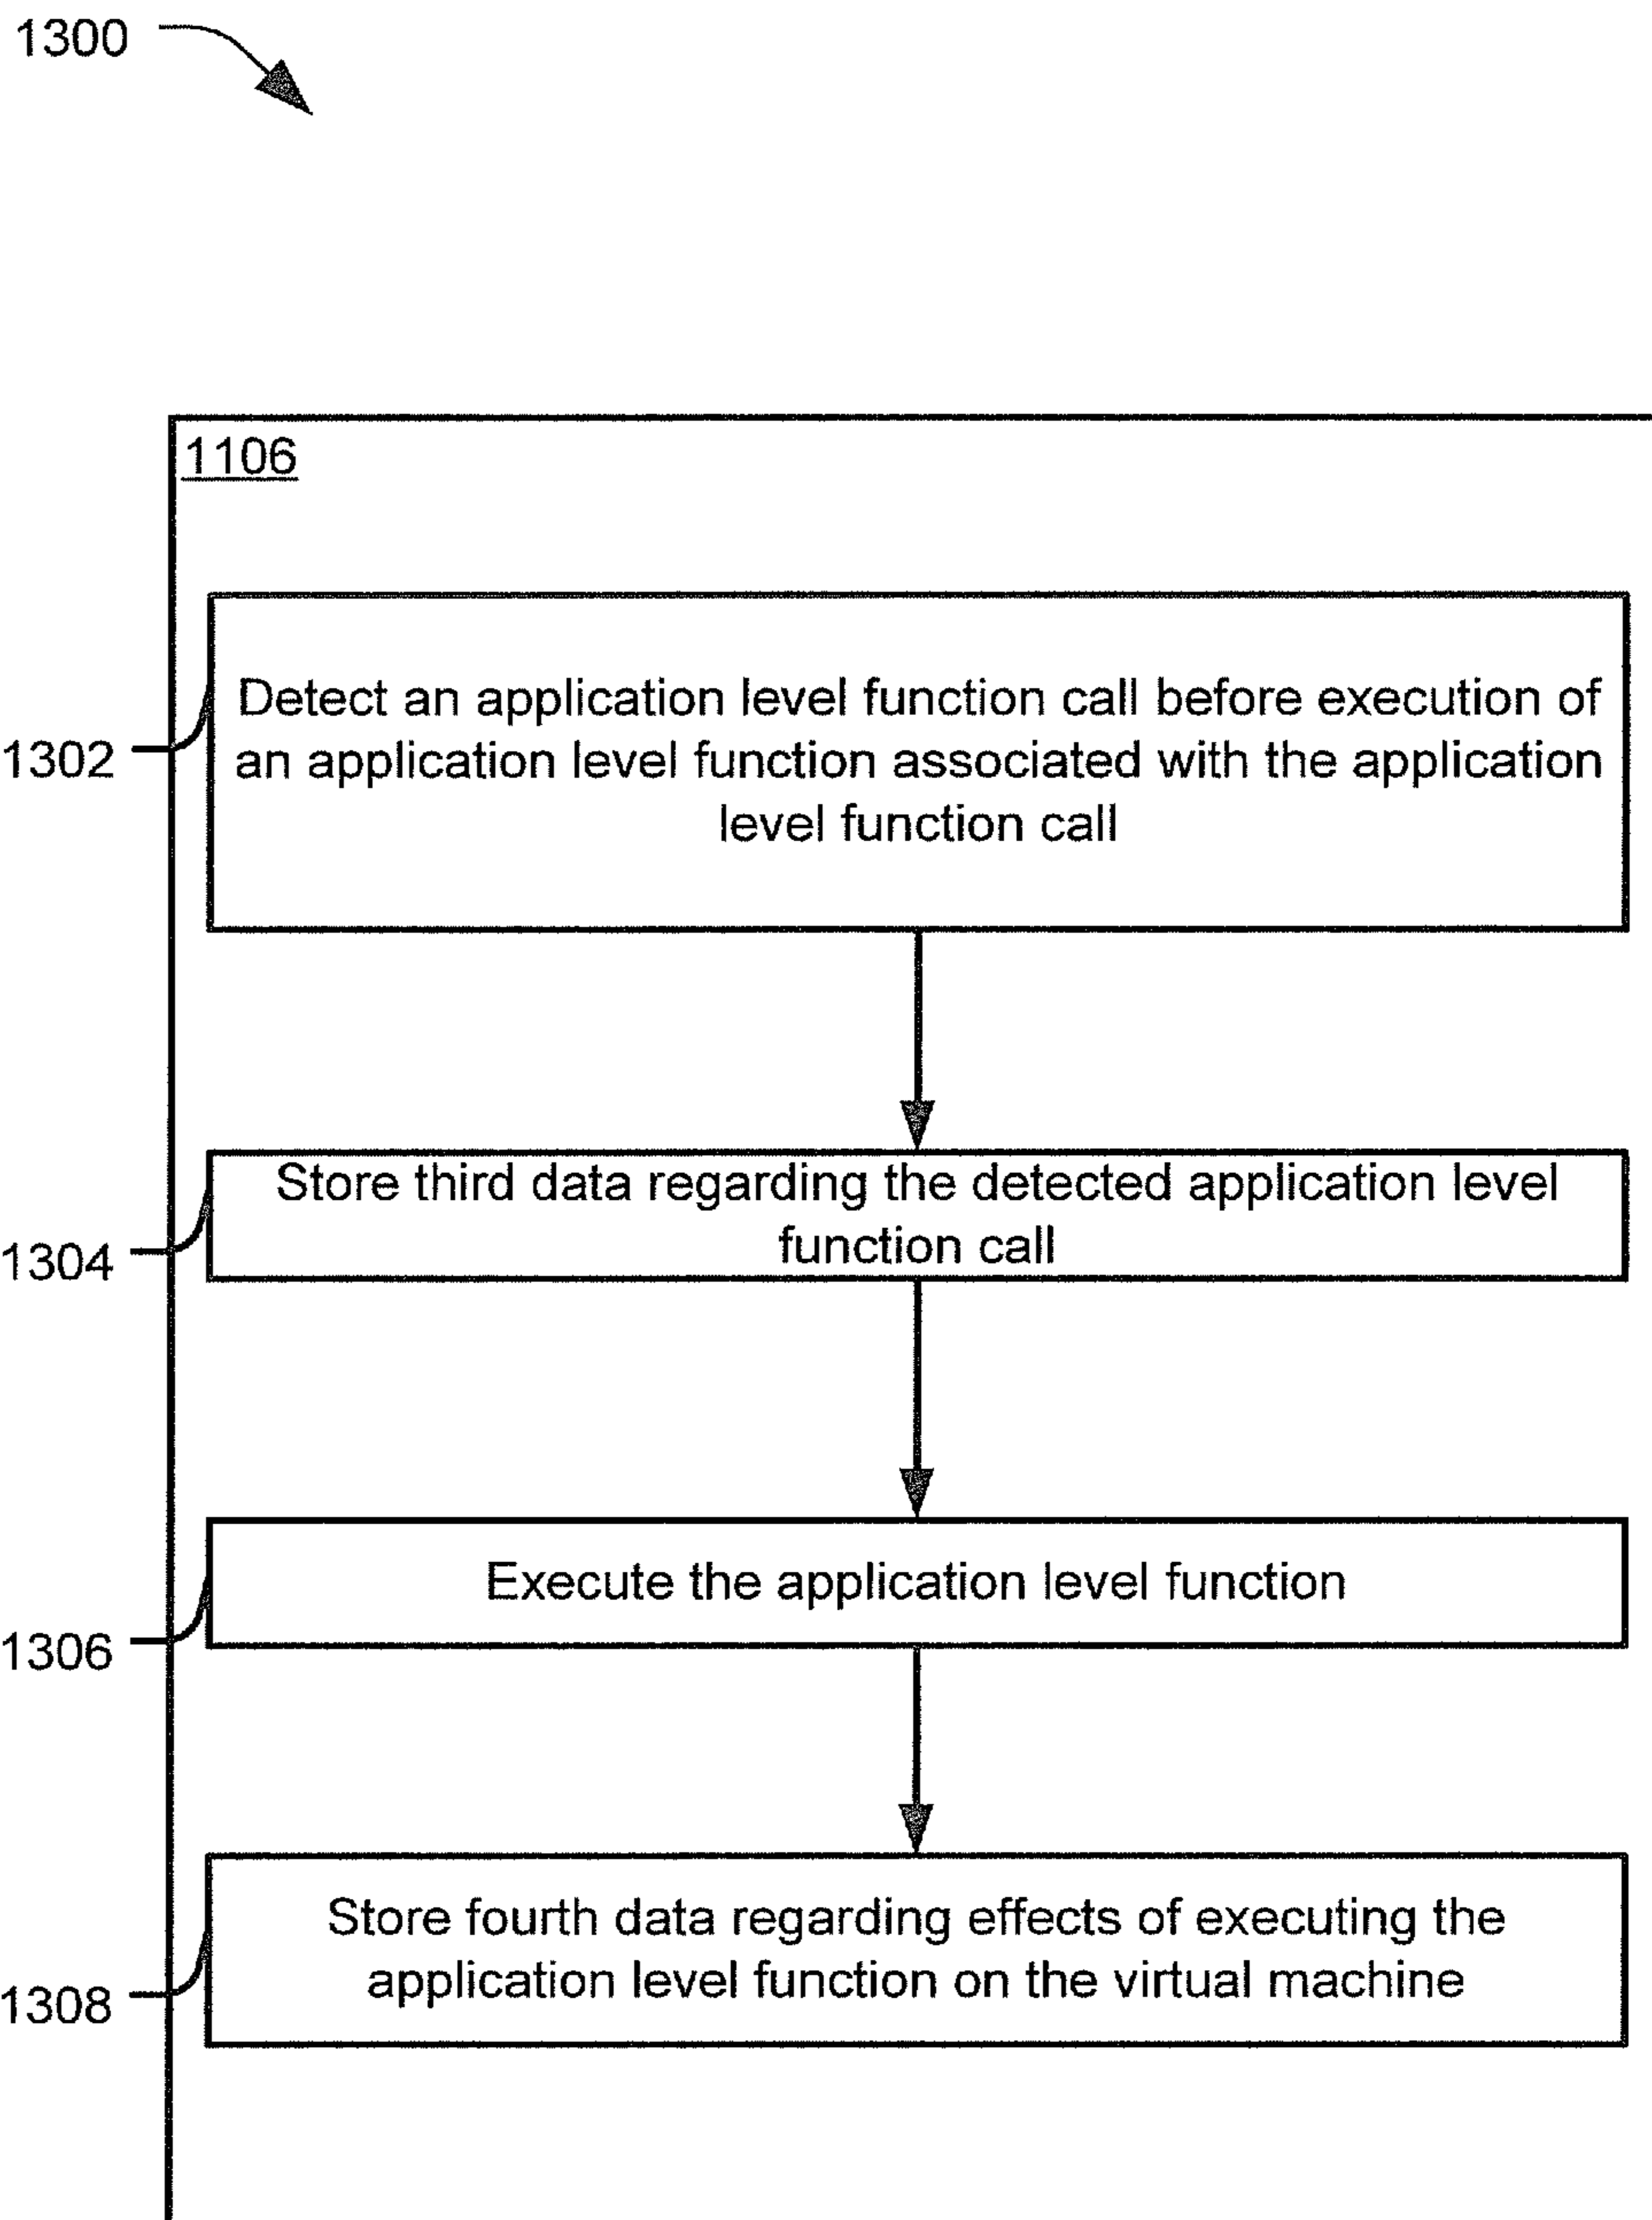 1300
1106
Detect an application level function call before execution of
an application level function associated with the application
level function call
1302
Store third data regarding the detected application level
function call
1304
Execute the application level function
1306
Store fourth data regarding effects of executing the
application level function on the virtual machine
1308